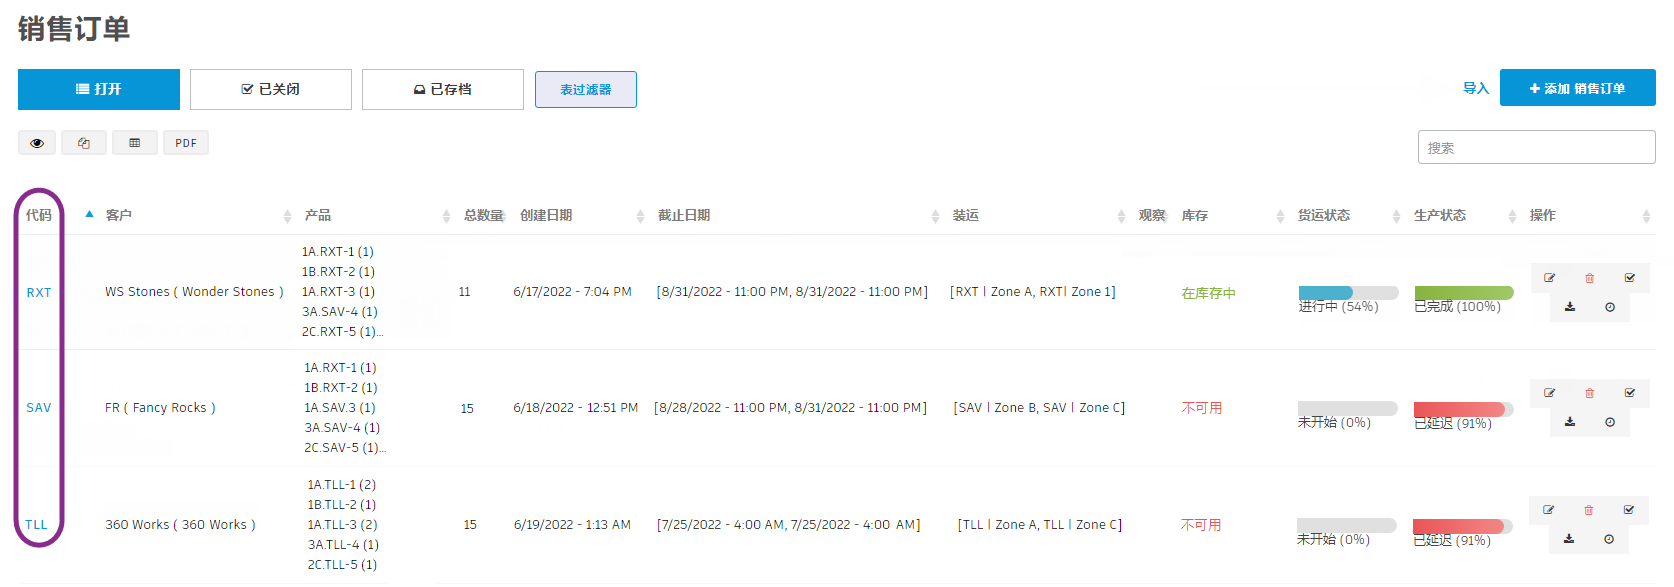 销售订单
打开 已关闭 已存档 表过滤器 导入 添加 销售订单
PDF 搜索
代码 客户 产品 总数量 创建日期 截止日期 装运 观察 库存 货运状态 生产状态 操作
1A.RXT-1 (1)
1B.RXT-2 (1)
RXT WS Stones ( Wonder Stones ) 1A.RXT-3 (1) 11 6/17/2022 - 7:04 PM [8/31/2022 - 11:00 PM, 8/31/2022 - 11:00 PM] [RXT | Zone A, RXT| Zone 1] 在库存中
3A.SAV-4 (1) 进行中 (54%) 已完成 (100%)
2C.RXT-5 (1)...
1A.RXT-1 (1)
1B.RXT-2 (1)
SAV FR ( Fancy Rocks ) 1A.SAV.3 (1) 15 6/18/2022 - 12:51 PM [8/28/2022 - 11:00 PM, 8/31/2022 - 11:00 PM] [SAV | Zone B, SAV | Zone C] 不可用
3A.SAV-4 (1) 未开始 (0%) 已延迟 (91%)
2C.SAV-5 (1)...
1A.TLL-1 (2)
1B.TLL-2 (1)
TLL 360 Works ( 360 Works ) 1A.TLL-3 (2) 15 6/19/2022 - 1:13 AM [7/25/2022 - 4:00 AM, 7/25/2022 - 4:00 AM] [TLL | Zone A, TLL | Zone C] 不可用
3A.TLL-4 (1) 未开始 (0%) 已延迟 (91%)
2C.TLL-5 (1)